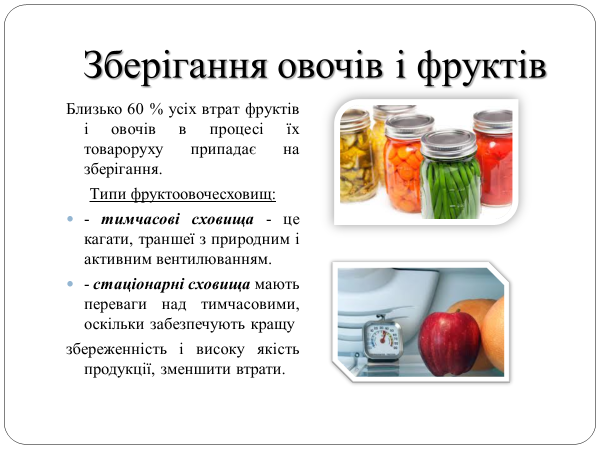 Зберігання овочів і фруктів
Близько 60 % усіх втрат фруктів
і овочів в процесі їх
товароруху припадає на
зберігання.
Типи фруктоовочесховищ:
- тимчасові сховища - це
кагати, траншеї з природним і
активним вентилюванням.
- стаціонарні сховища мають
переваги над тимчасовими,
оскільки забезпечують кращу
збереженність і високу якість
продукції, зменшити втрати.